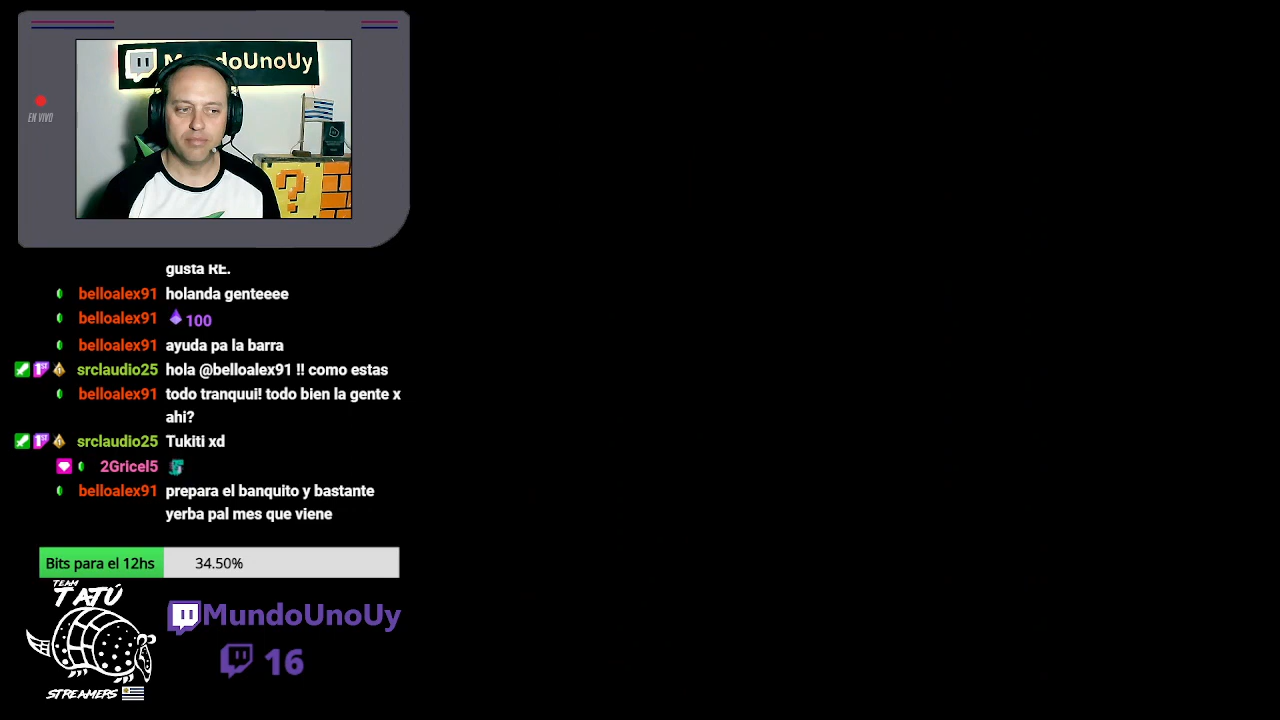 MundoUnoUy
EN VIVO
gusta RE.
belloalex91 holanda genteeee
belloalex91 100
belloalex91 ayuda pa la barra
srclaudio25 hola @belloalex91 !! como estas
belloalex91 todo tranquui! todo bien la gente x
ahi?
srclaudio25 Tukiti xd
2Gricel5
belloalex91 prepara el banquito y bastante
yerba pal mes que viene
Bits para el 12hs 34.50%
TEAM
TATÚ
STREAMERS
MundoUnoUy
16